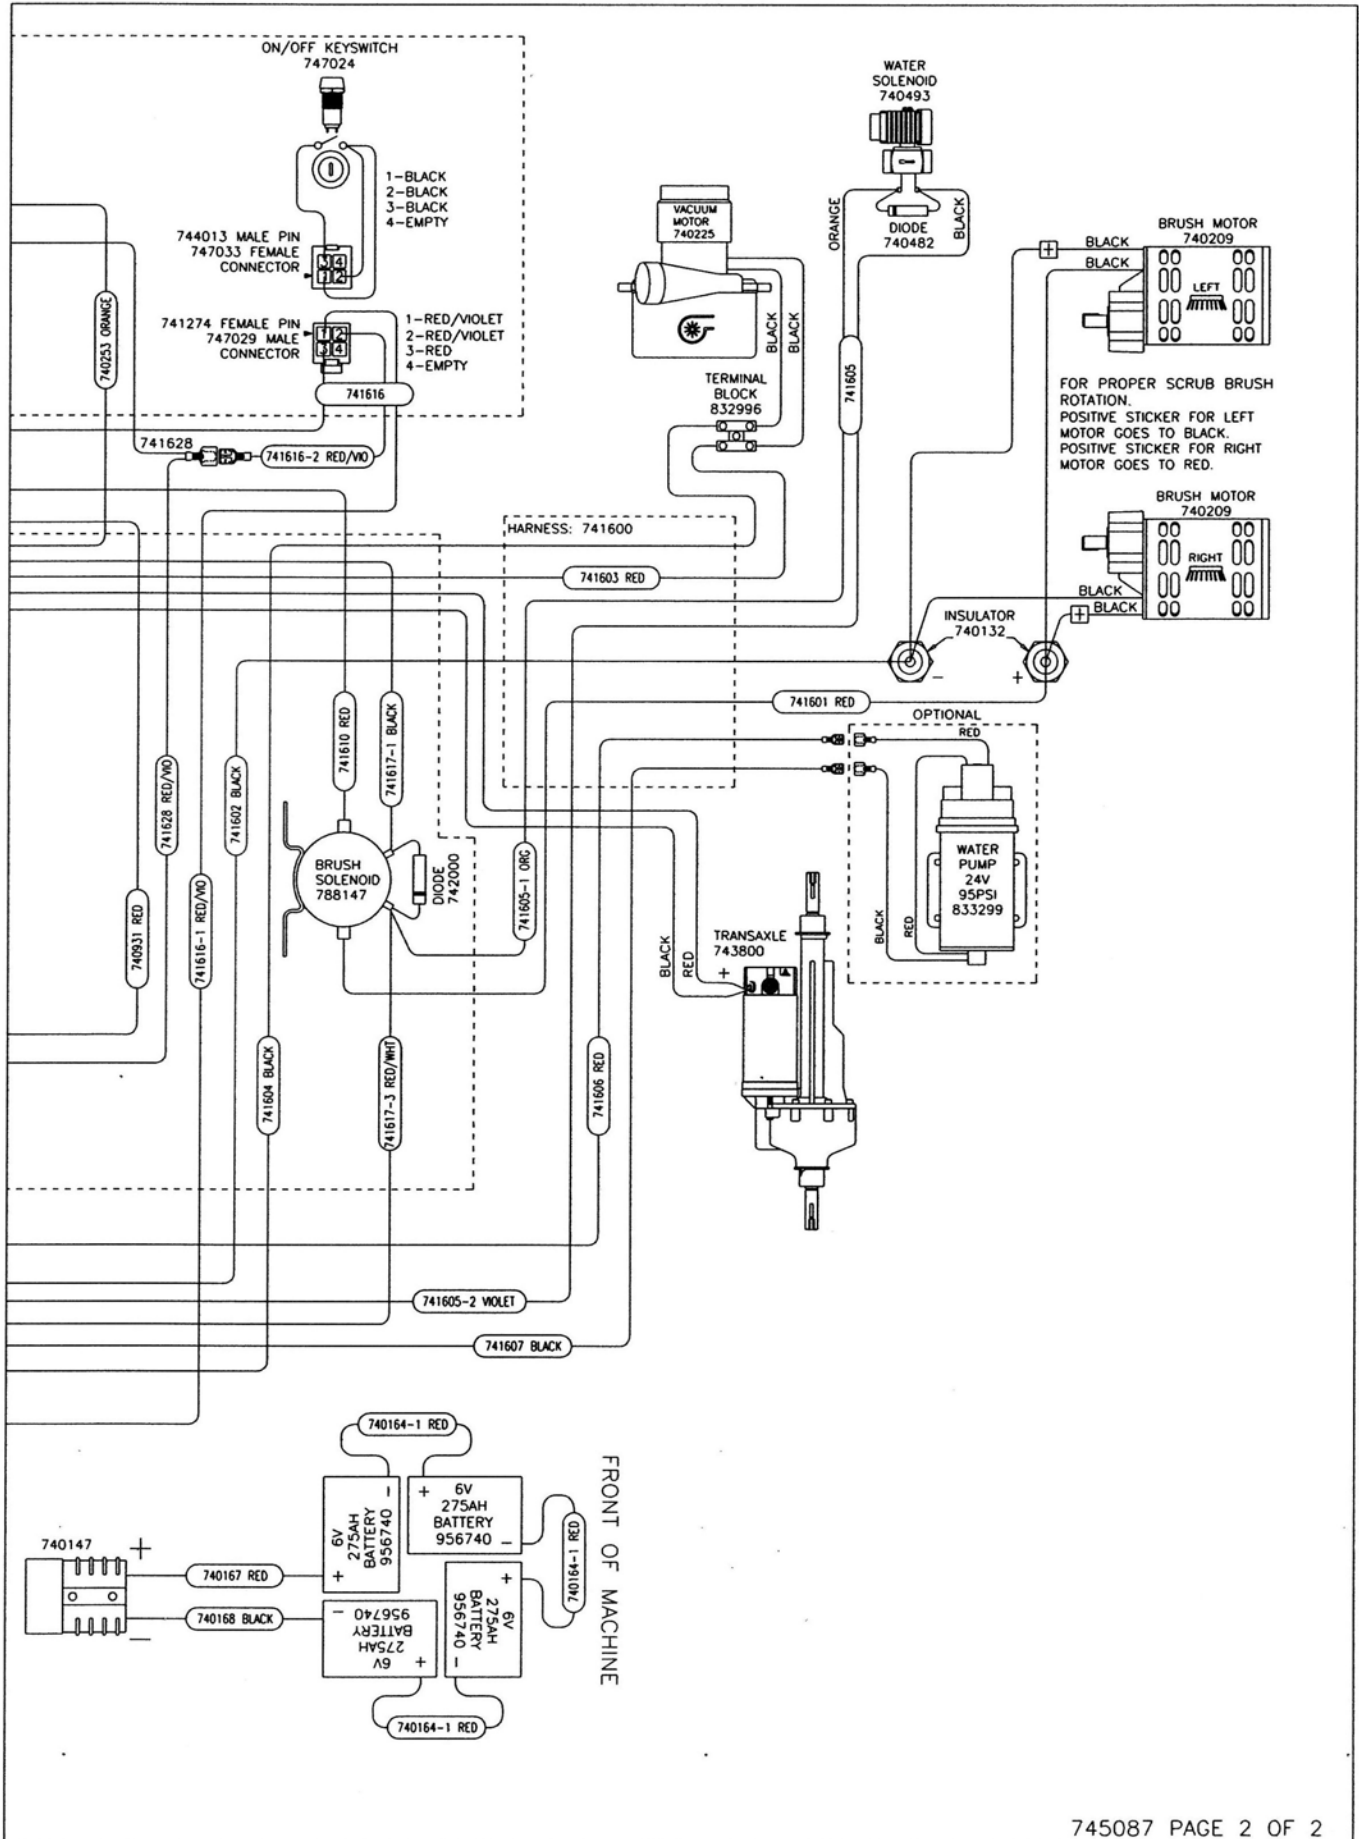 ON/OFF KEYSWITCH
747024
1-BLACK
2-BLACK
3-BLACK
4-EMPTY
744013 MALE PIN
747033 FEMALE
CONNECTOR
3 4
1 2
741274 FEMALE PIN
747029 MALE
CONNECTOR
1 2
3 4
1-RED/VIOLET
2-RED/VIOLET
3-RED
4-EMPTY
741616
740253 ORANGE
741628
741616-2 RED/VIO
WATER
SOLENOID
740493
ORANGE
BLACK
DIODE
740482
VACUUM
MOTOR
740225
BLACK
BLACK
TERMINAL
BLOCK
832996
741605
BRUSH MOTOR
740209
BLACK
+
BLACK
LEFT
FOR PROPER SCRUB BRUSH
ROTATION.
POSITIVE STICKER FOR LEFT
MOTOR GOES TO BLACK.
POSITIVE STICKER FOR RIGHT
MOTOR GOES TO RED.
BRUSH MOTOR
740209
RIGHT
BLACK
BLACK
+
INSULATOR
740132
-
+
HARNESS: 741600
741603 RED
741601 RED
OPTIONAL
RED
WATER
PUMP
24V
95PSI
833299
BLACK
RED
741610 RED
741617-1 BLACK
741628 RED/VIO
741602 BLACK
BRUSH
SOLENOID
788147
DIODE
742000
741605-1 ORG
740931 RED
741616-1 RED/VIO
TRANSAXLE
743800
BLACK
RED
+
741604 BLACK
741617-3 RED/WHT
741606 RED
741605-2 VIOLET
741607 BLACK
740164-1 RED
6V
275AH
BATTERY
956740
+
-
+
6V
275AH
BATTERY
956740
-
740164-1 RED
FRONT OF MACHINE
740147
+
-
740167 RED
740168 BLACK
6V
275AH
BATTERY
956740
+
-
6V
275AH
BATTERY
956740
+
-
740164-1 RED
745087 PAGE 2 OF 2